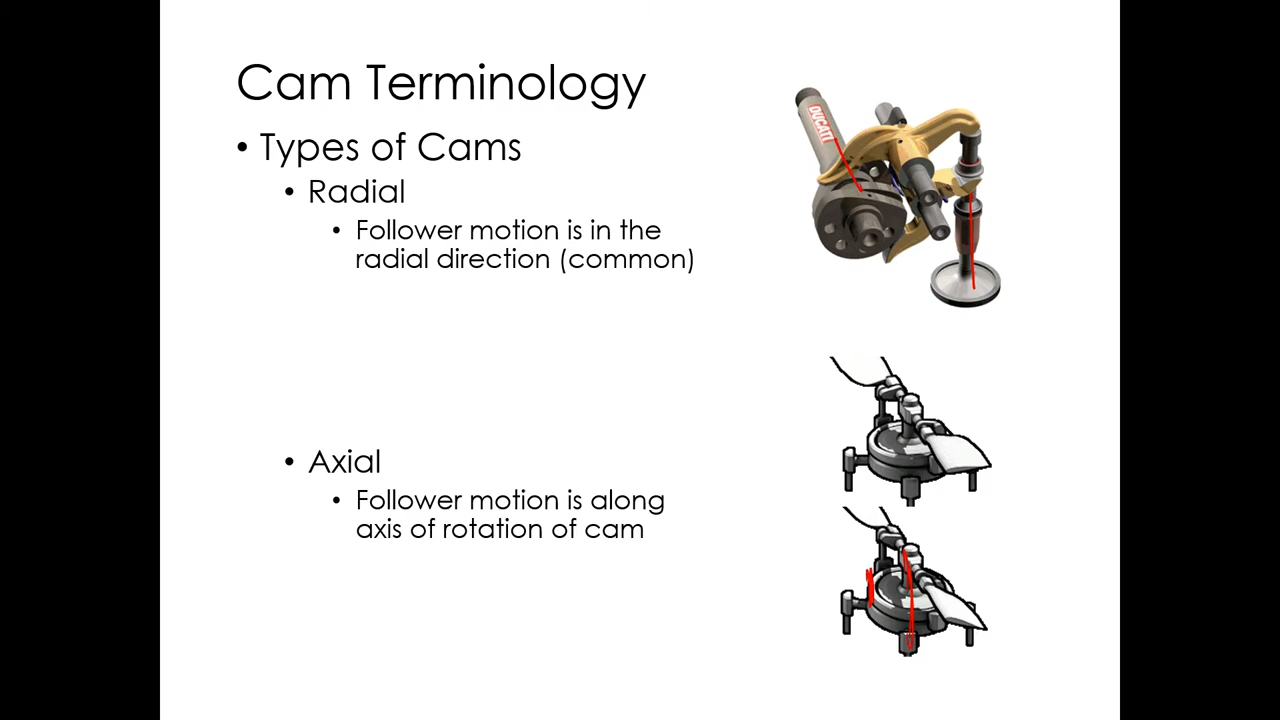 Cam Terminology
• Types of Cams
• Radial
• Follower motion is in the
radial direction (common)
DUCATI
• Axial
• Follower motion is along
axis of rotation of cam